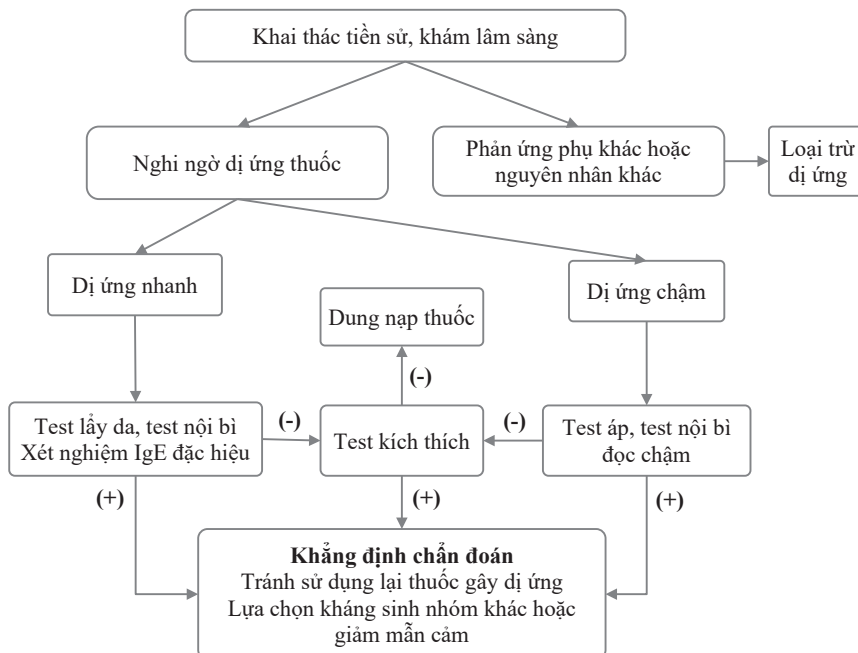 Khai thác tiền sử, khám lâm sàng
Nghi ngờ dị ứng thuốc
Phản ứng phụ khác hoặc
nguyên nhân khác
Loại trừ
dị ứng
Dị ứng nhanh
Dị ứng chậm
Dung nạp thuốc
(-)
Test lẩy da, test nội bì
Xét nghiệm IgE đặc hiệu
(-)
Test kích thích
(-)
Test áp, test nội bì
đọc chậm
(+)
(+)
(+)
Khẳng định chẩn đoán
Tránh sử dụng lại thuốc gây dị ứng
Lựa chọn kháng sinh nhóm khác hoặc
giảm mẫn cảm